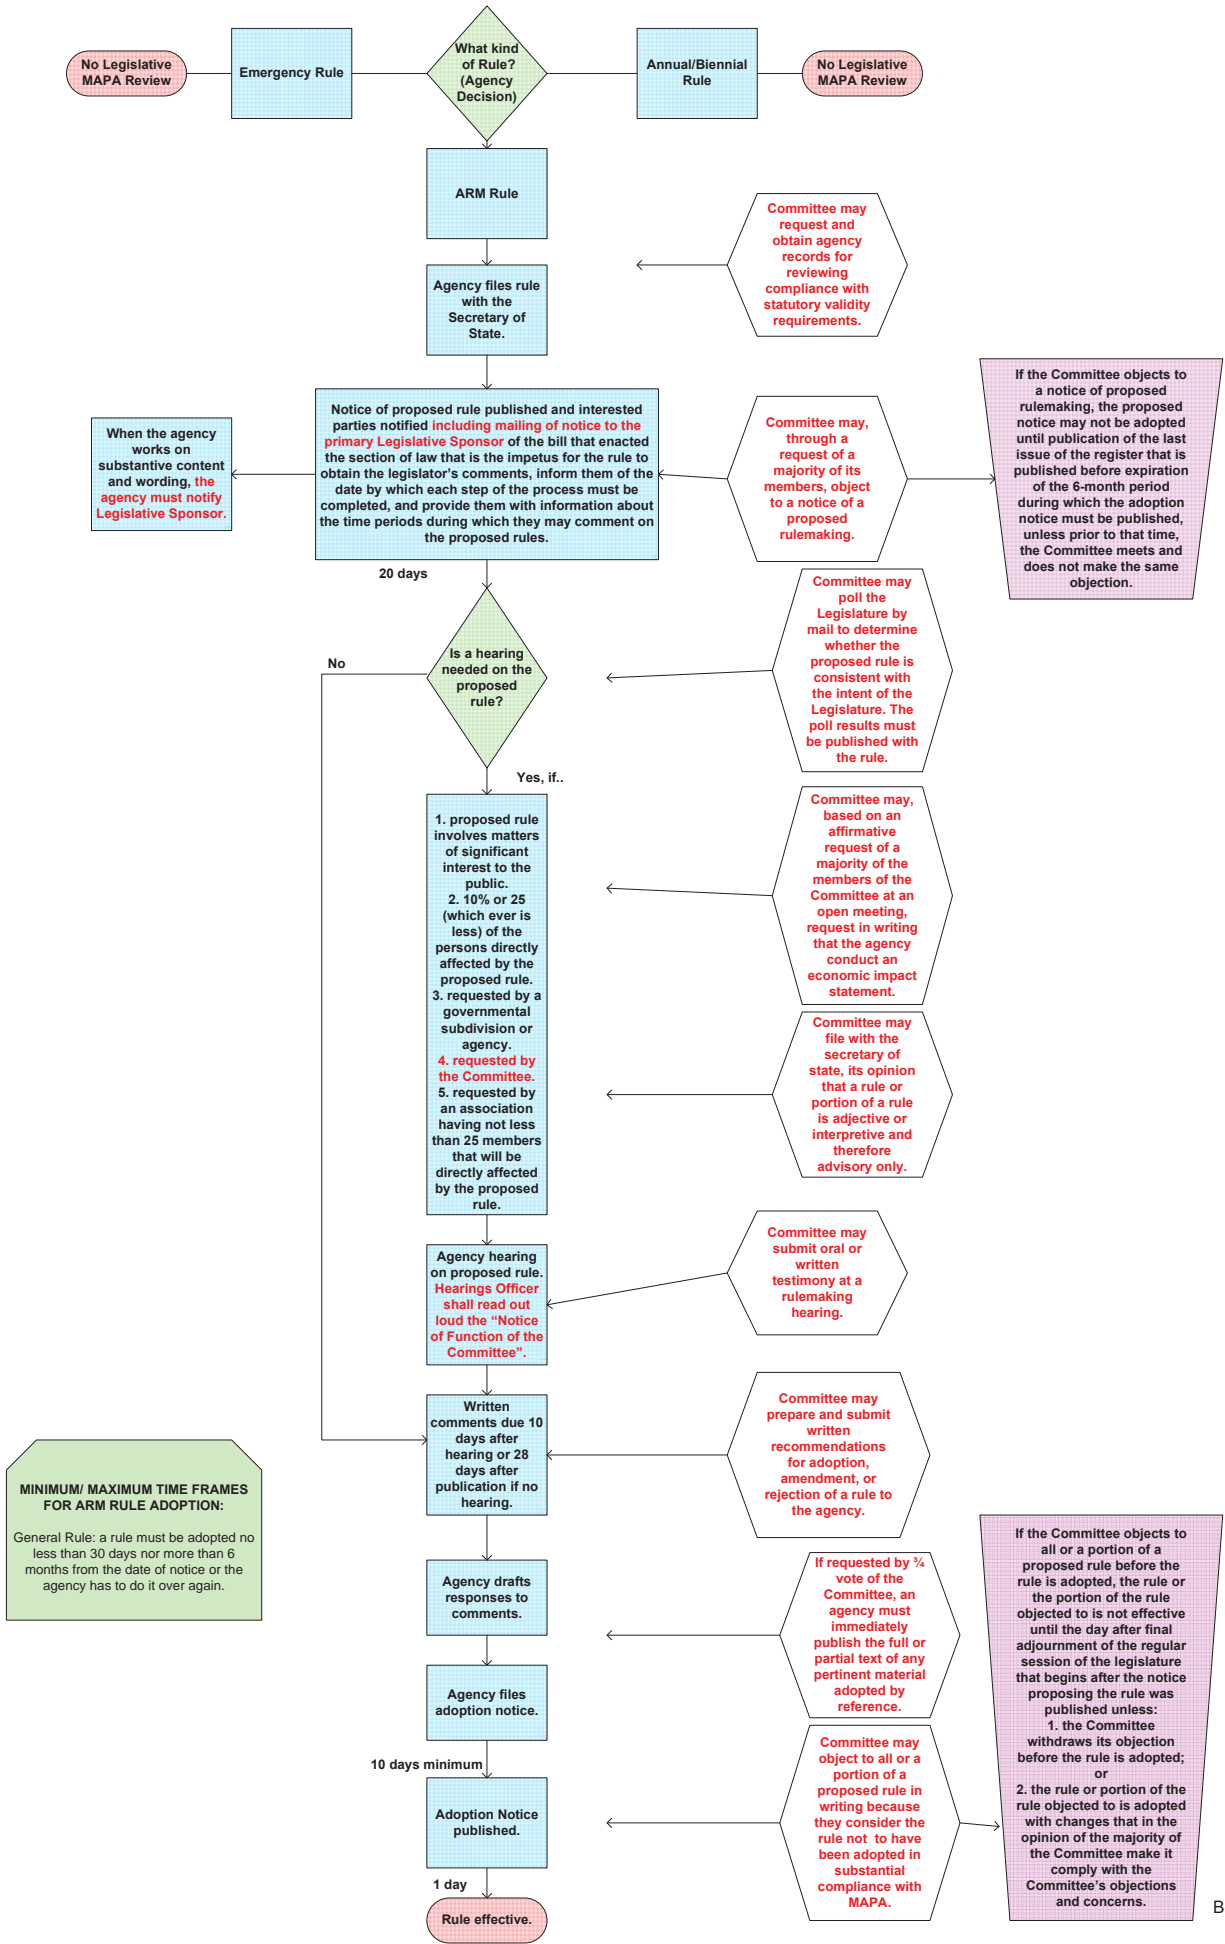 No Legislative
MAPA Review
Emergency Rule
What kind
of Rule?
(Agency
Decision)
Annual/Biennial
Rule
No Legislative
MAPA Review
ARM Rule
Committee may
request and
obtain agency
records for
reviewing
compliance with
statutory validity
requirements.
Agency files rule
with the
Secretary of
State.
When the agency
works on
substantive content
and wording, the
agency must notify
Legislative Sponsor.
Notice of proposed rule published and interested
parties notified including mailing of notice to the
primary Legislative Sponsor of the bill that enacted
the section of law that is the impetus for the rule to
obtain the legislator’s comments, inform them of the
date by which each step of the process must be
completed, and provide them with information about
the time periods during which they may comment on
the proposed rules.
Committee may,
through a
request of a
majority of its
members, object
to a notice of a
proposed
rulemaking.
If the Committee objects to
a notice of proposed
rulemaking, the proposed
notice may not be adopted
until publication of the last
issue of the register that is
published before expiration
of the 6-month period
during which the adoption
notice must be published,
unless prior to that time,
the Committee meets and
does not make the same
objection.
20 days
Is a hearing
needed on the
proposed
rule?
No
Yes, if..
Committee may
poll the
Legislature by
mail to determine
whether the
proposed rule is
consistent with
the intent of the
Legislature. The
poll results must
be published with
the rule.
1. proposed rule
involves matters
of significant
interest to the
public.
2. 10% or 25
(which ever is
less) of the
persons directly
affected by the
proposed rule.
3. requested by a
governmental
subdivision or
agency.
4. requested by
the Committee.
5. requested by
an association
having not less
than 25 members
that will be
directly affected
by the proposed
rule.
Committee may,
based on an
affirmative
request of a
majority of the
members of the
Committee at an
open meeting,
request in writing
that the agency
conduct an
economic impact
statement.
Committee may
file with the
secretary of
state, its opinion
that a rule or
portion of a rule
is adjective or
interpretive and
therefore
advisory only.
Agency hearing
on proposed rule.
Hearings Officer
shall read out
loud the “Notice
of Function of the
Committee”.
Committee may
submit oral or
written
testimony at a
rulemaking
hearing.
Written
comments due 10
days after
hearing or 28
days after
publication if no
hearing.
Committee may
prepare and submit
written
recommendations
for adoption,
amendment, or
rejection of a rule to
the agency.
MINIMUM/ MAXIMUM TIME FRAMES
FOR ARM RULE ADOPTION:
General Rule: a rule must be adopted no
less than 30 days nor more than 6
months from the date of notice or the
agency has to do it over again.
Agency drafts
responses to
comments.
If requested by ¾
vote of the
Committee, an
agency must
immediately
publish the full or
partial text of any
pertinent material
adopted by
reference.
If the Committee objects to
all or a portion of a
proposed rule before the
rule is adopted, the rule or
the portion of the rule
objected to is not effective
until the day after final
adjournment of the regular
session of the legislature
that begins after the notice
proposing the rule was
published unless:
1. the Committee
withdraws its objection
before the rule is adopted;
or
2. the rule or portion of the
rule objected to is adopted
with changes that in the
opinion of the majority of
the Committee make it
comply with the
Committee’s objections
and concerns.
Agency files
adoption notice.
10 days minimum
Adoption Notice
published.
Committee may
object to all or a
portion of a
proposed rule in
writing because
they consider the
rule not to have
been adopted in
substantial
compliance with
MAPA.
1 day
Rule effective.
B